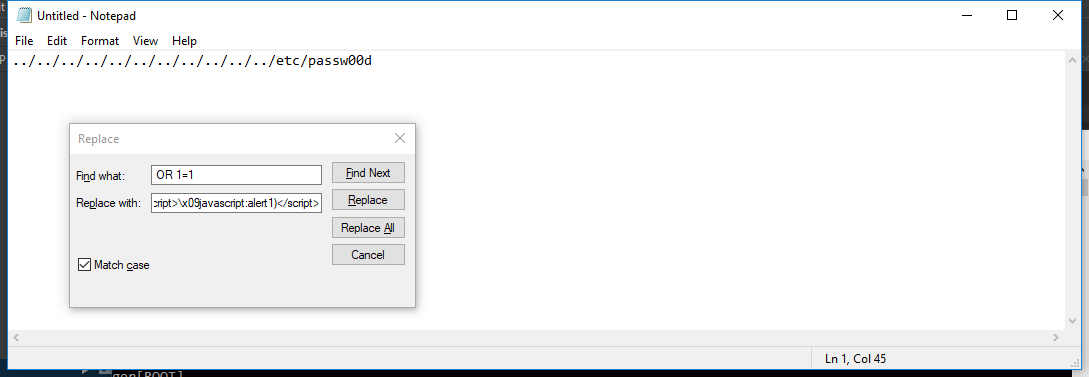 Untitled - Notepad
File Edit Format View Help
../../../../../../../../../../../etc/passw00d
Replace
Find what: OR 1=1 Find Next
Replace with: cript>\x09javascript:alert1)</script> Replace
Replace All
Cancel
Match case
Ln 1, Col 45
gen[ROOT]